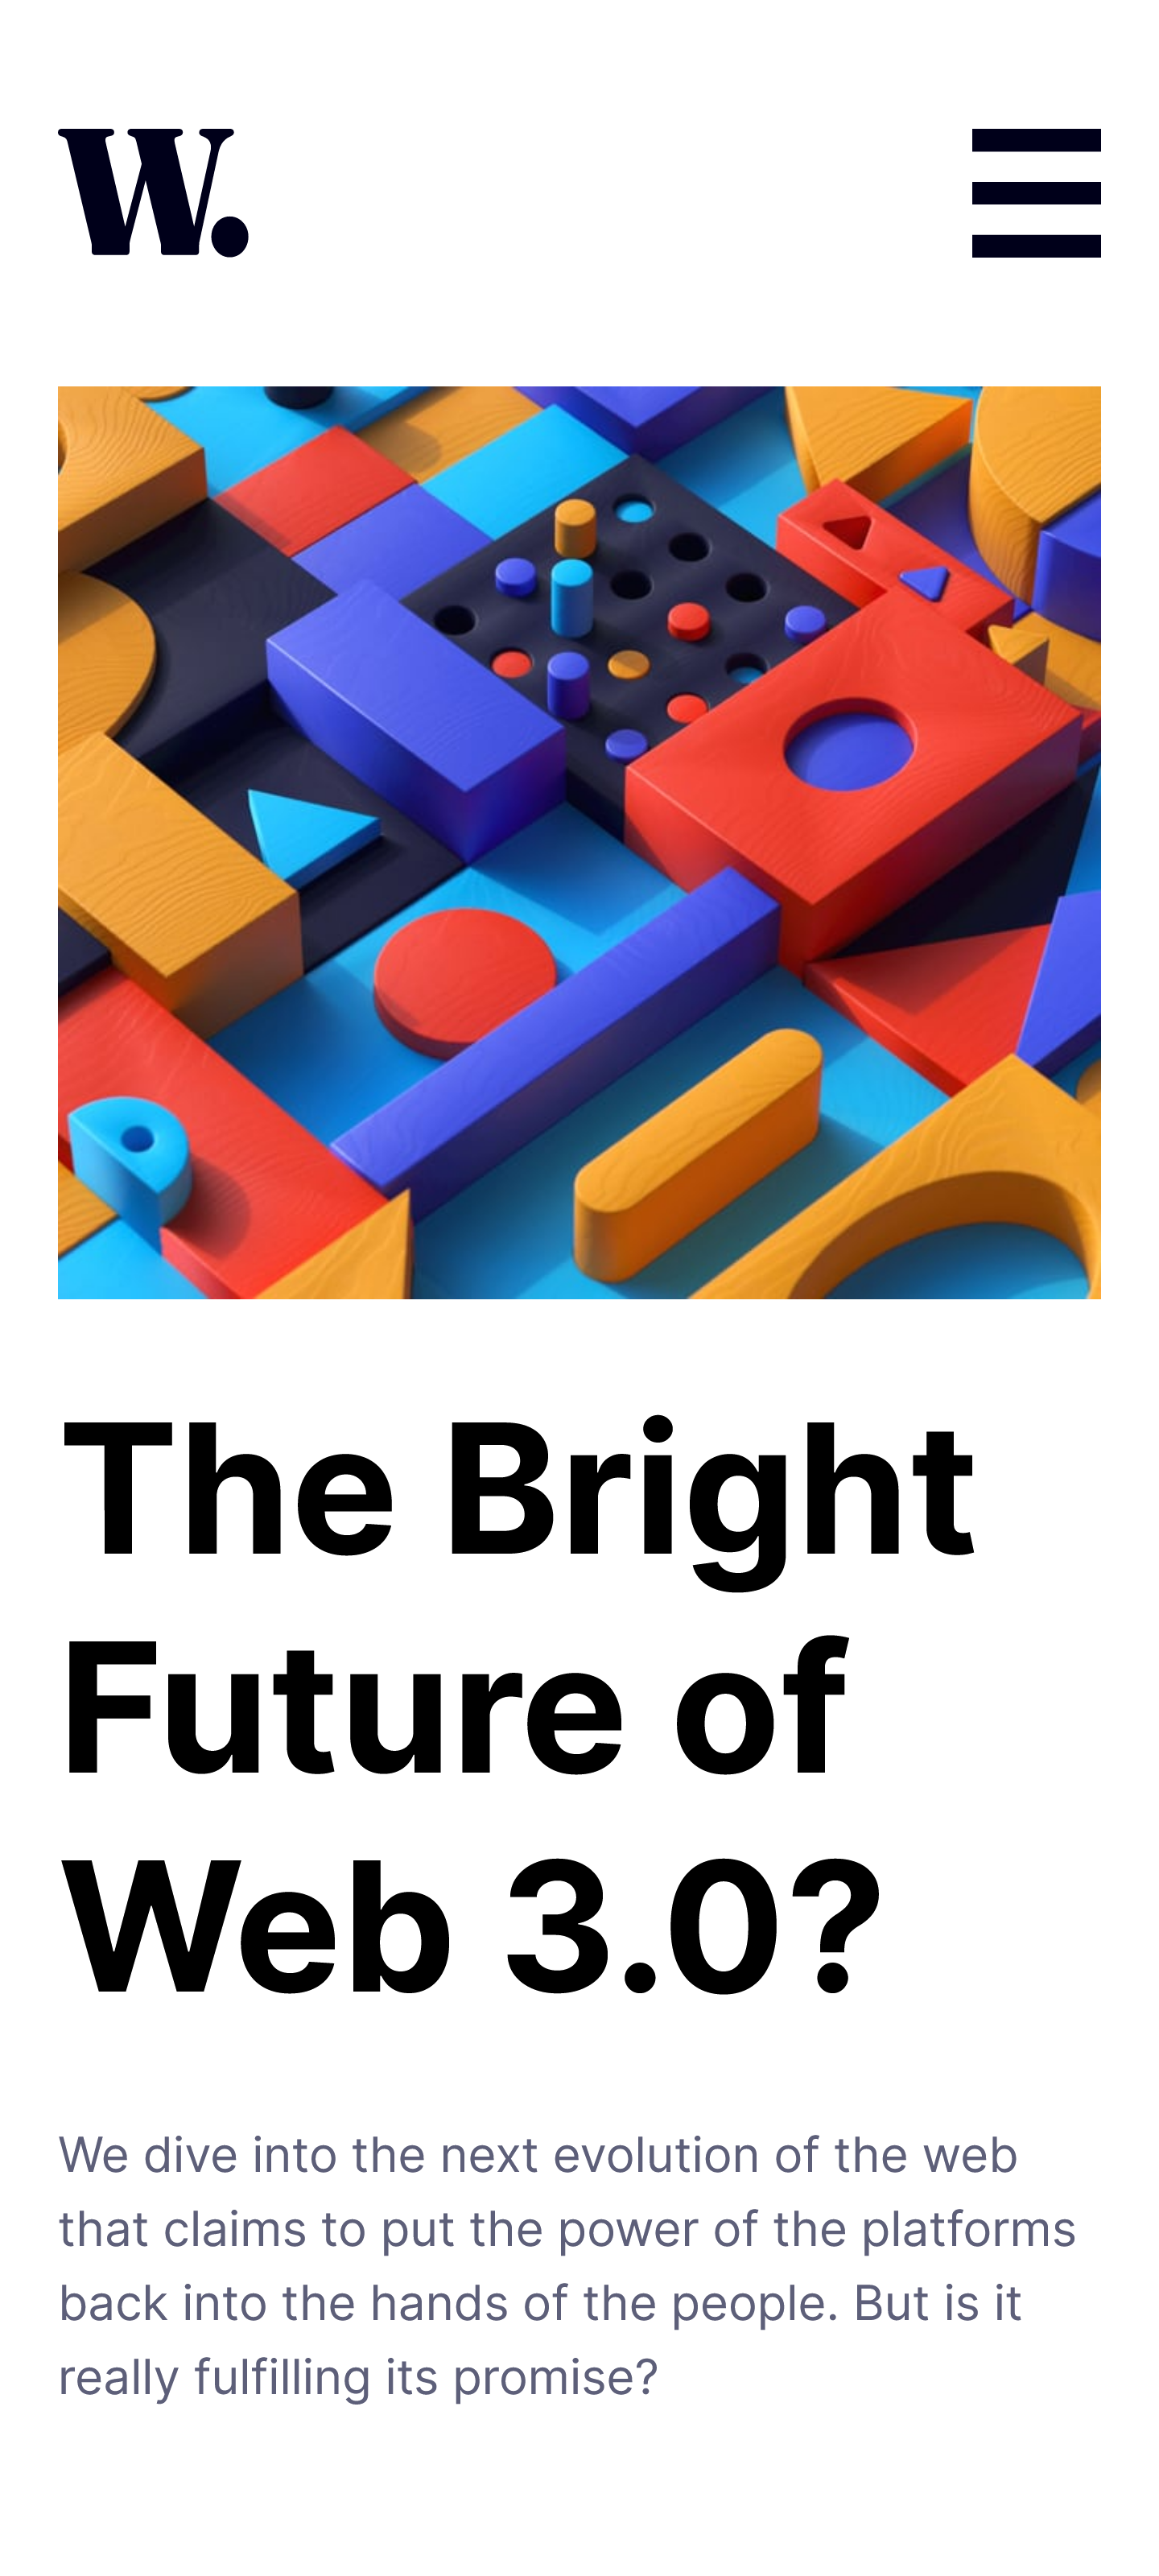 W.
The Bright
Future of
Web 3.0?
We dive into the next evolution of the web
that claims to put the power of the platforms
back into the hands of the people. But is it
really fulfilling its promise?